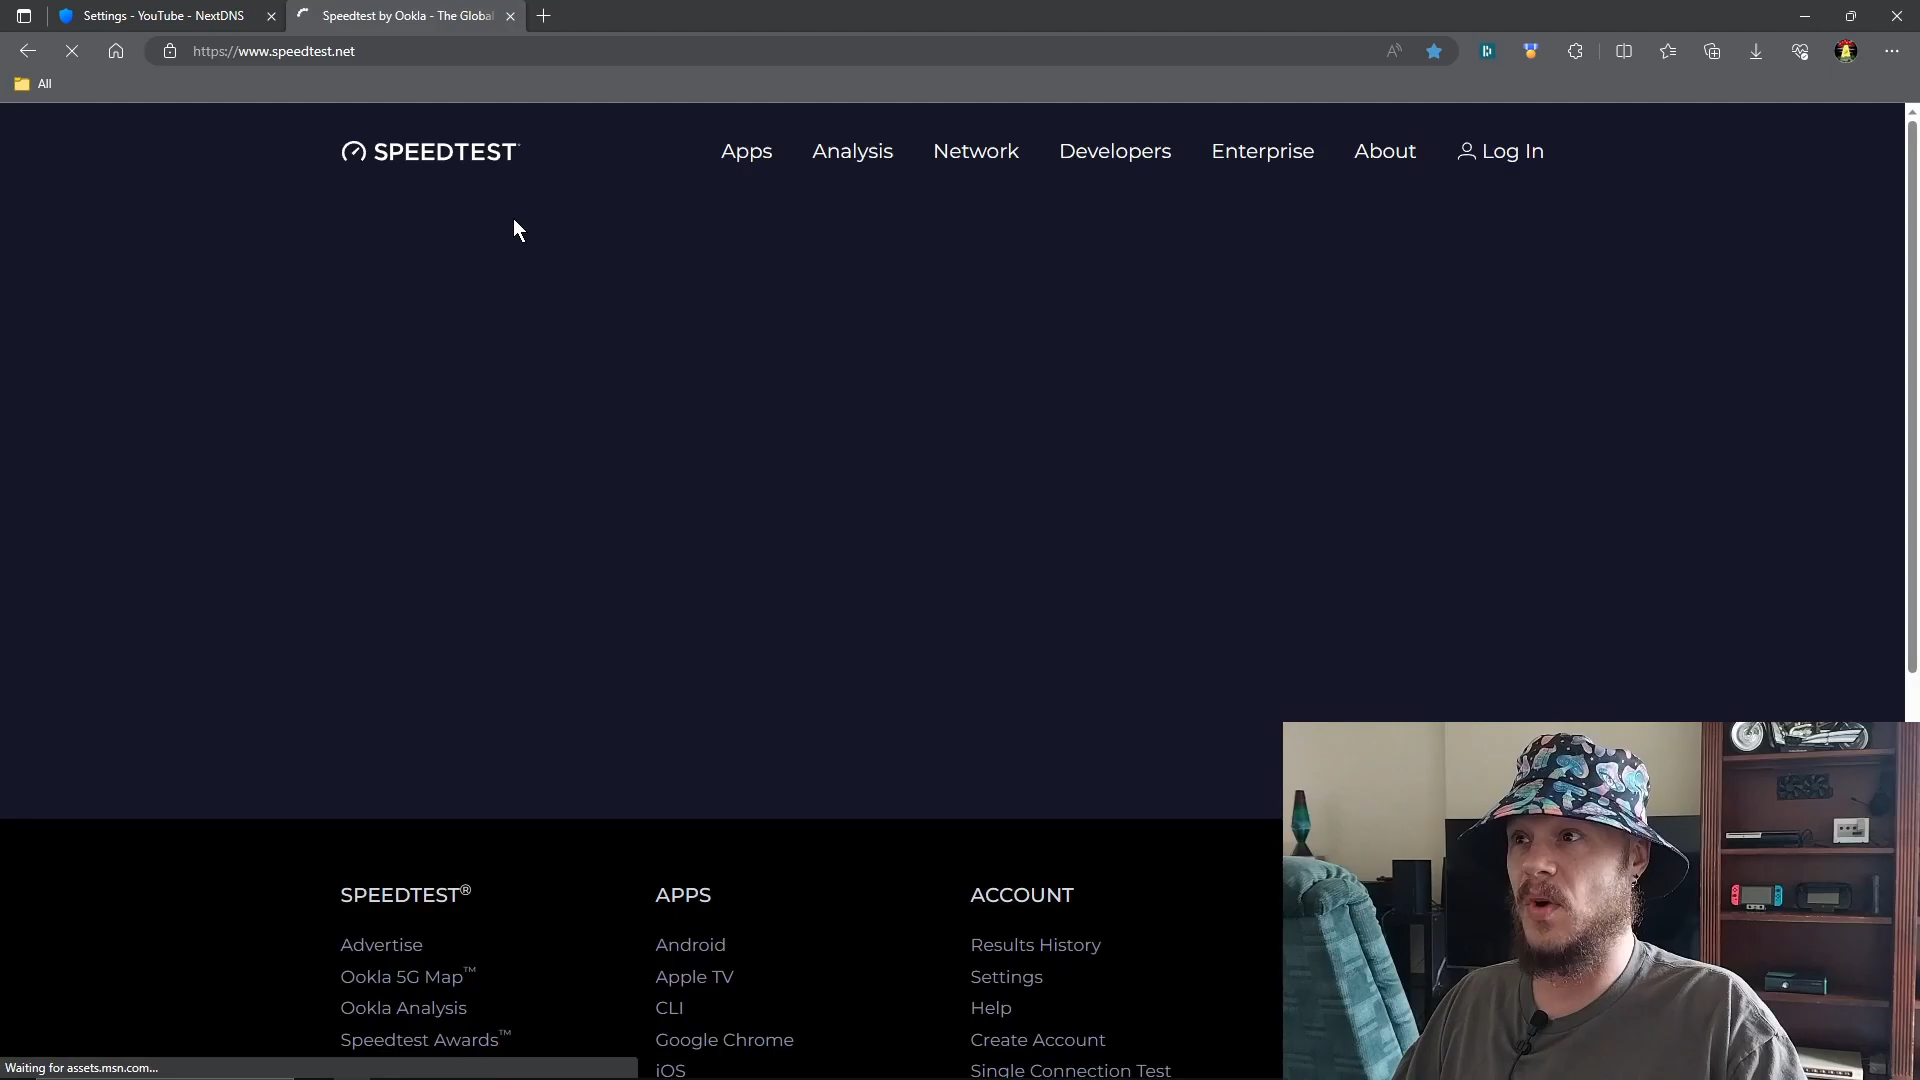 Settings - YouTube - NextDNS
Speedtest by Ookla - The Global
https://www.speedtest.net
All
SPEEDTEST
Apps
Analysis
Network
Developers
Enterprise
About
Log In
SPEEDTEST®
Advertise
Ookla 5G Map™
Ookla Analysis
Speedtest Awards™
APPS
Android
Apple TV
CLI
Google Chrome
iOS
ACCOUNT
Results History
Settings
Help
Create Account
Single Connection Test
Waiting for assets.msn.com...